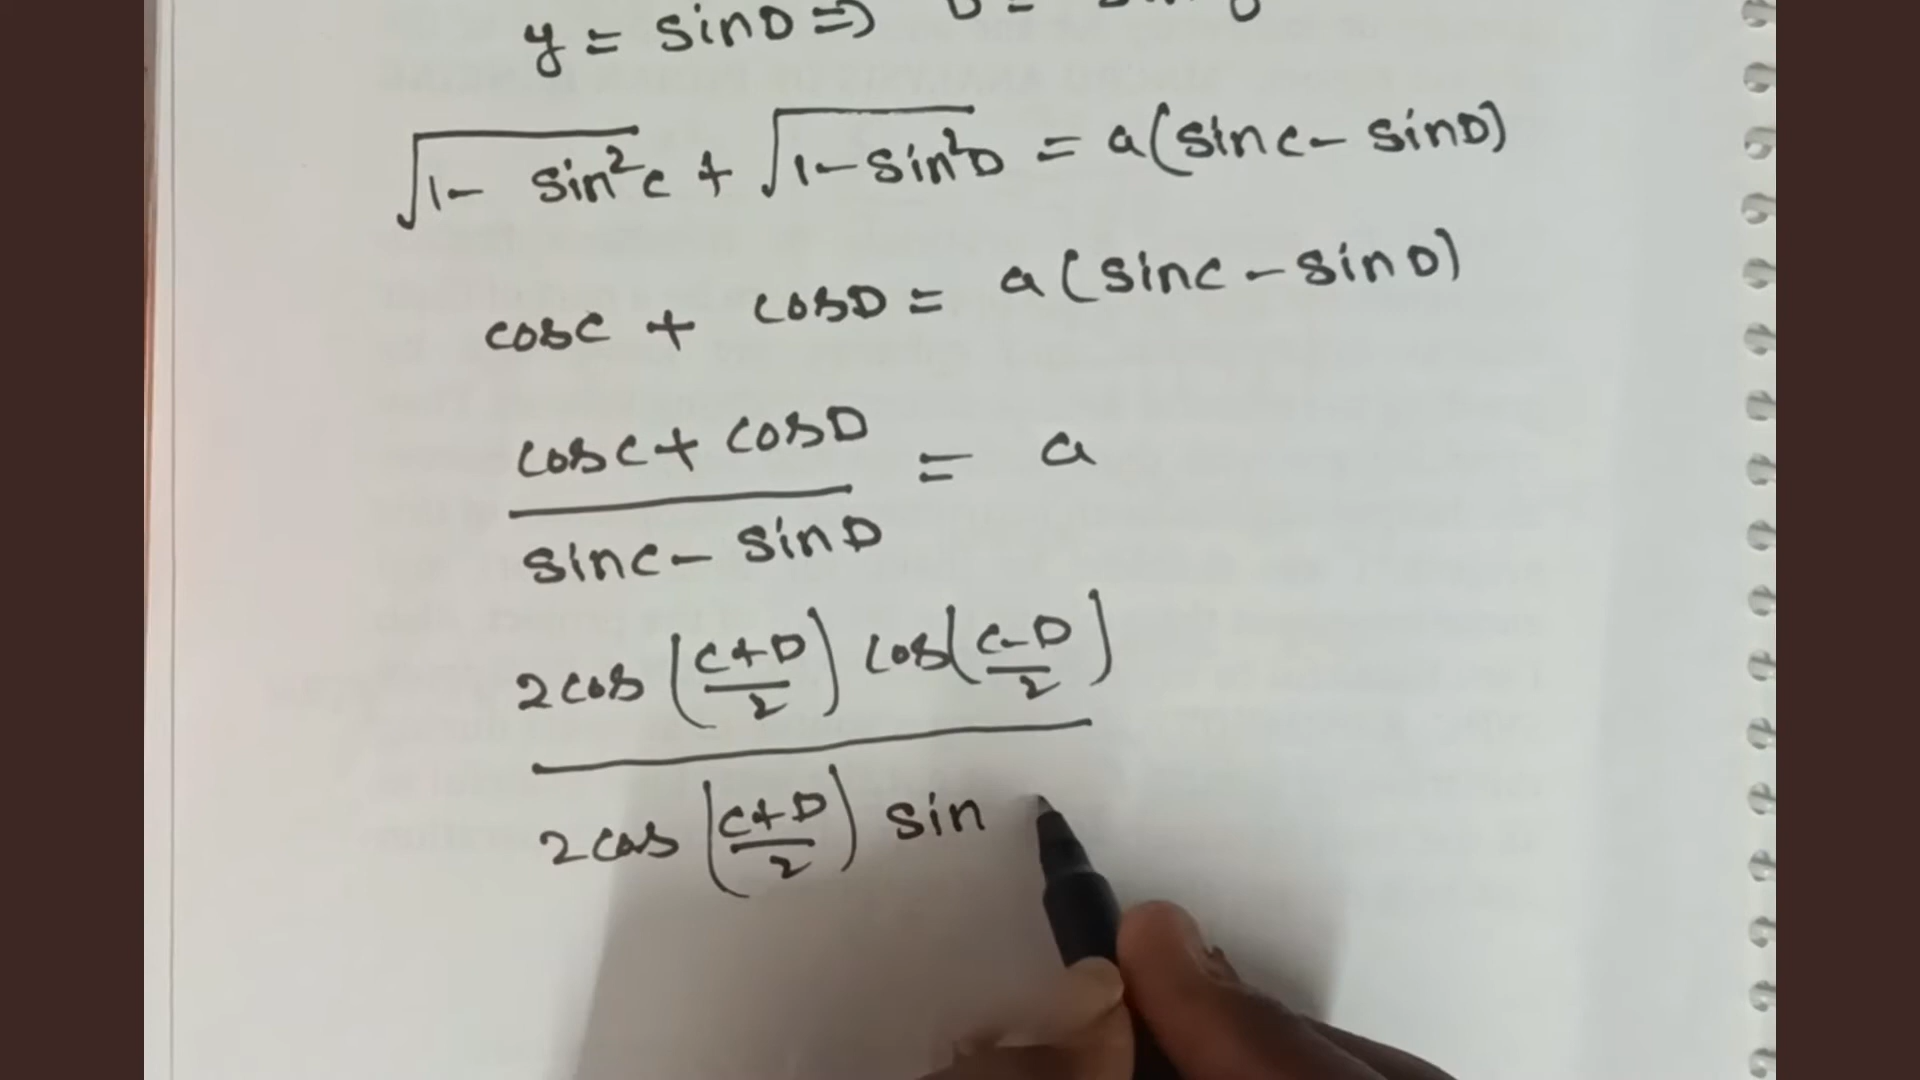 y = sinD ⇒
√1- sin²c + √1-sin²D = a(sinc- sinD)
cosc + cosD = a(sinc-sinD)
cosc+ cosD = a
sinc- sinD
2cos (c+D/2) cos(c-D/2)
2cos (c+D/2) sin